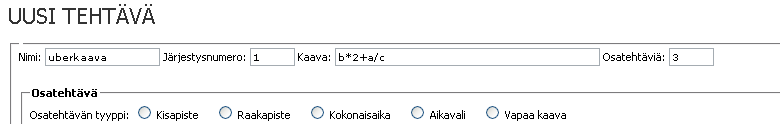 UUSI TEHTÄVÄ
Nimi: uberkaava Järjestysnumero: 1 Kaava: b*2+a/c Osatehtäviä: 3
Osatehtävä
Osatehtävän tyyppi: Kisapiste Raakapiste Kokonaisaika Aikavali Vapaa kaava